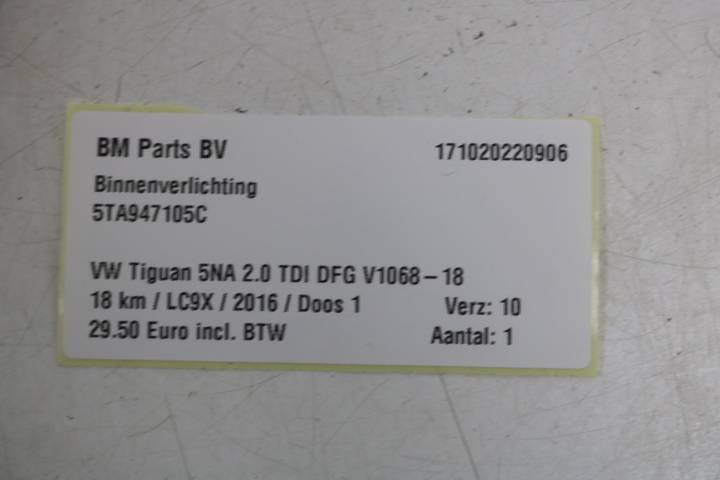 BM Parts BV 171020220906
Binnenverlichting
5TA947105C
VW Tiguan 5NA 2.0 TDI DFG V1068-18
18 km / LC9X / 2016 / Doos 1 Verz: 10
29.50 Euro incl. BTW Aantal: 1